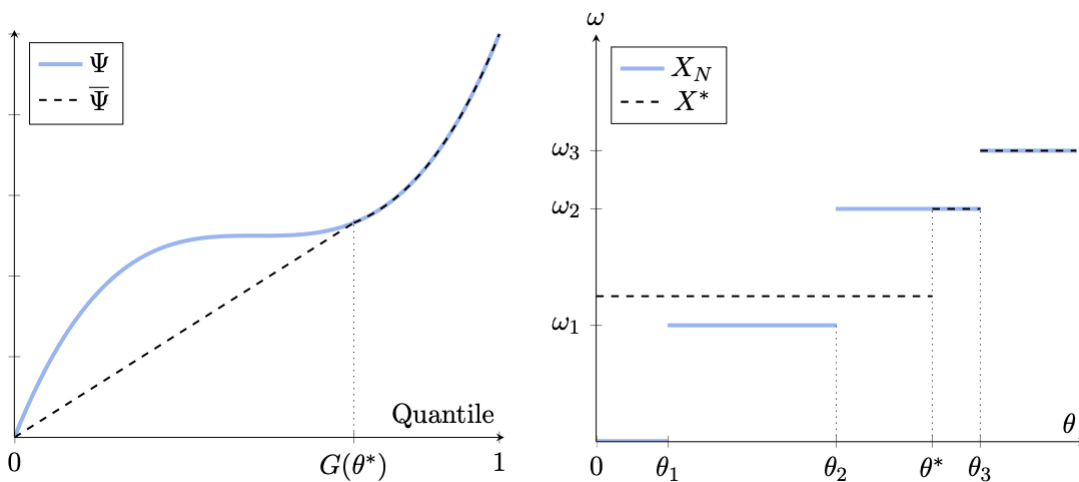 Ψ
Ψ̅
Quantile
0
G(θ*)
1
ω
X_N
X*
ω₃
ω₂
ω₁
θ
0
θ₁
θ₂
θ*
θ₃